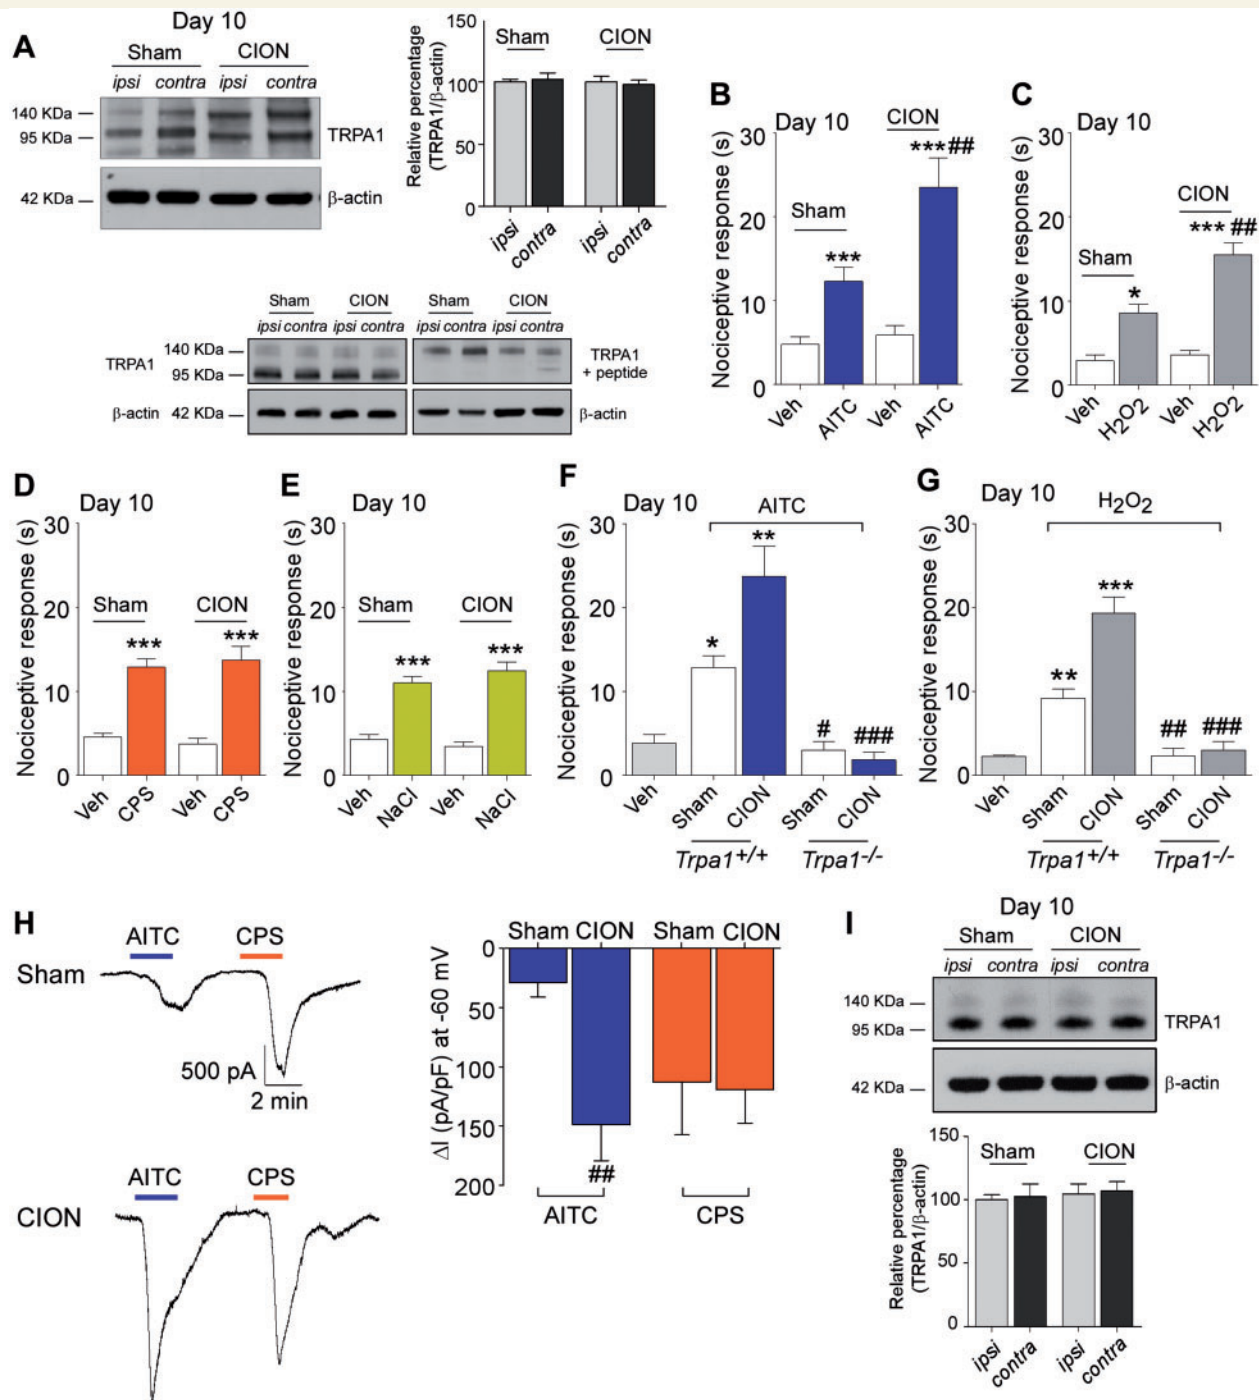 A
Day 10
Sham CION
ipsi contra ipsi contra
140 KDa
95 KDa
TRPA1
42 KDa
β-actin
Relative percentage
(TRPA1/β-actin)
150
100
50
0
Sham
CION
ipsi
contra
ipsi
contra
Sham CION
ipsi contra ipsi contra
Sham CION
ipsi contra ipsi contra
TRPA1
140 KDa
95 KDa
TRPA1
+ peptide
β-actin
42 KDa
β-actin
B
Day 10
Nociceptive response (s)
30
20
10
0
Sham
CION
***
***##
Veh
AITC
Veh
AITC
C
Day 10
Nociceptive response (s)
30
20
10
0
Sham
CION
*
*** ##
Veh
H2O2
Veh
H2O2
D
Day 10
Nociceptive response (s)
30
20
10
0
Sham
CION
***
***
Veh
CPS
Veh
CPS
E
Day 10
Nociceptive response (s)
30
20
10
0
Sham
CION
***
***
Veh
NaCl
Veh
NaCl
F
Day 10
AITC
Nociceptive response (s)
30
20
10
0
*
**
#
###
Veh
Sham
CION
Sham
CION
Trpa1+/+
Trpa1-/-
G
Day 10
H2O2
Nociceptive response (s)
30
20
10
0
**
***
##
###
Veh
Sham
CION
Sham
CION
Trpa1+/+
Trpa1-/-
H
AITC
CPS
Sham
500 pA
2 min
AITC
CPS
CION
Sham CION Sham CION
ΔI (pA/pF) at -60 mV
0
50
100
150
200
##
AITC
CPS
I
Day 10
Sham
CION
ipsi contra ipsi contra
140 KDa
95 KDa
TRPA1
42 KDa
β-actin
Relative percentage
(TRPA1/β-actin)
150
100
50
0
Sham
CION
ipsi
contra
ipsi
contra